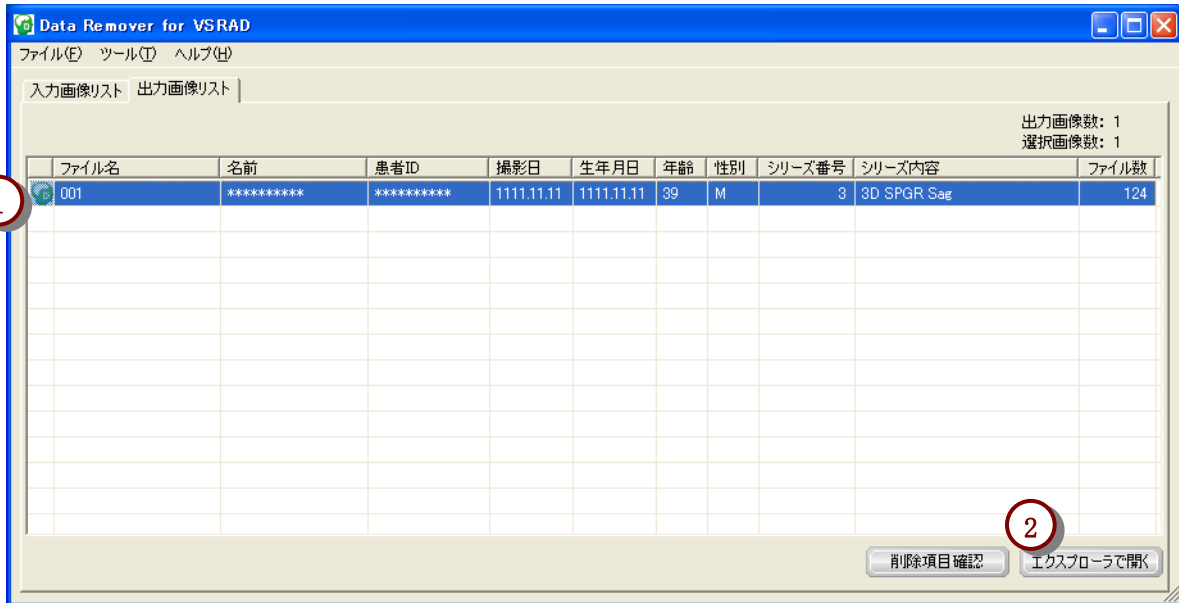 Data Remover for VSRAD
ファイル(F) ツール(T) ヘルプ(H)
入力画像リスト 出力画像リスト
出力画像数: 1
選択画像数: 1
ファイル名 名前 患者ID 撮影日 生年月日 年齢 性別 シリーズ番号 シリーズ内容 ファイル数
001 ********** ********** 1111.11.11 1111.11.11 39 M 3 3D SPGR Sag 124
2
削除項目確認 エクスプローラで開く